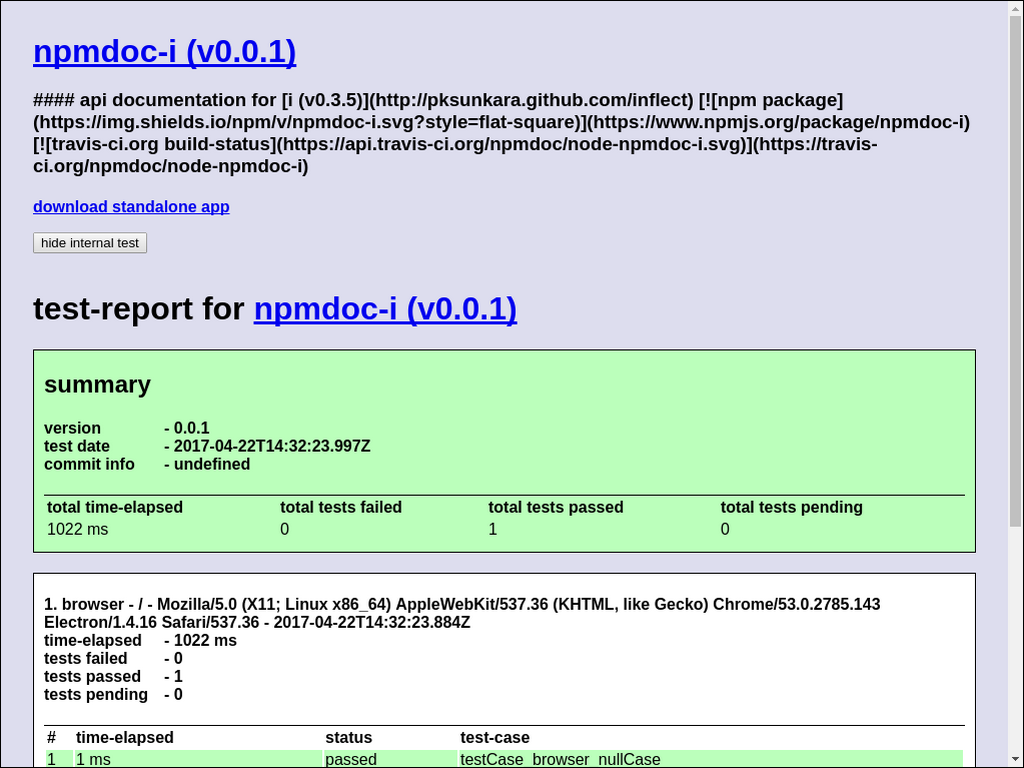 npmdoc-i (v0.0.1)
#### api documentation for [i (v0.3.5)](http://pksunkara.github.com/inflect) [![npm package]
(https://img.shields.io/npm/v/npmdoc-i.svg?style=flat-square)](https://www.npmjs.org/package/npmdoc-i)
[![travis-ci.org build-status](https://api.travis-ci.org/npmdoc/node-npmdoc-i.svg)](https://travis-
ci.org/npmdoc/node-npmdoc-i)
download standalone app
hide internal test
test-report for npmdoc-i (v0.0.1)
summary
version - 0.0.1
test date - 2017-04-22T14:32:23.997Z
commit info - undefined
total time-elapsed total tests failed total tests passed total tests pending
1022 ms 0 1 0
1. browser - / - Mozilla/5.0 (X11; Linux x86_64) AppleWebKit/537.36 (KHTML, like Gecko) Chrome/53.0.2785.143
Electron/1.4.16 Safari/537.36 - 2017-04-22T14:32:23.884Z
time-elapsed - 1022 ms
tests failed - 0
tests passed - 1
tests pending - 0
# time-elapsed status test-case
1 1 ms passed testCase_browser_nullCase